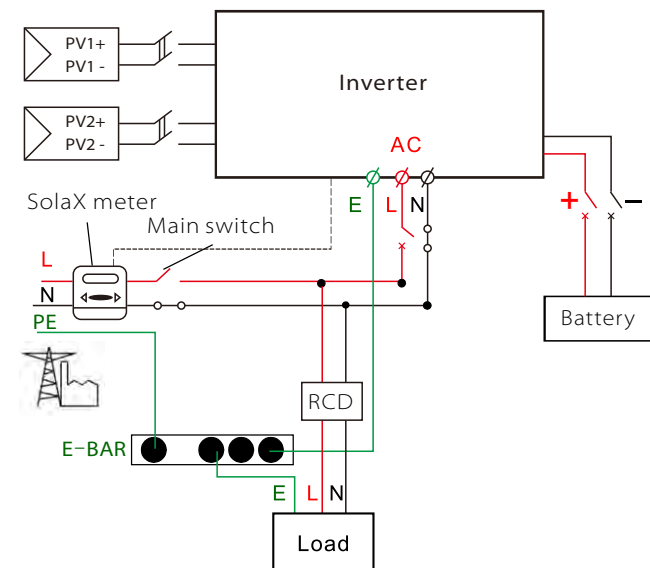 PV1+
PV1 -
PV2+
PV2 -
Inverter
AC
E L N
SolaX meter
Main switch
L
N
PE
+ −
Battery
RCD
E-BAR
E L N
Load